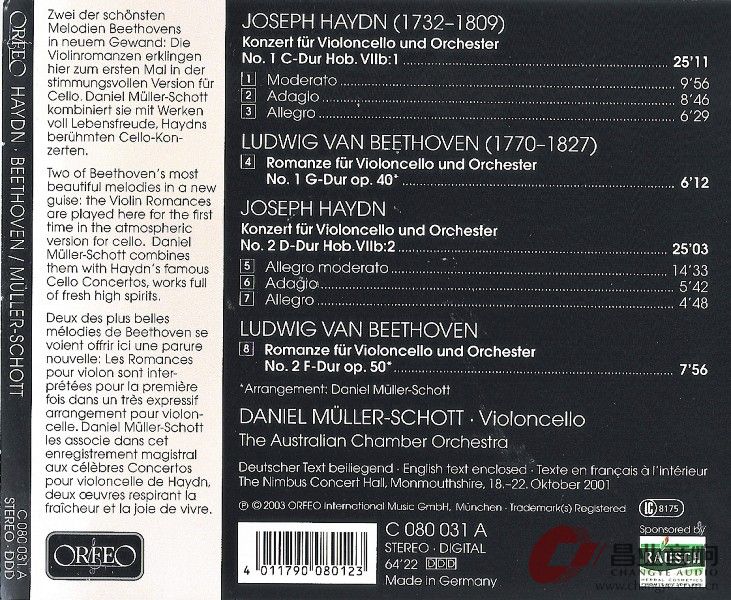 ORFEO
HAYDN · BEETHOVEN / MÜLLER-SCHOTT
C 080 031 A
STEREO · DDD
Zwei der schönsten
Melodien Beethovens
in neuem Gewand: Die
Violinromanzen erklingen
hier zum ersten Mal in der
stimmungsvollen Version für
Cello. Daniel Müller-Schott
kombiniert sie mit Werken
voll Lebensfreude, Haydns
berühmten Cello-Kon-
zerten.
Two of Beethoven's most
beautiful melodies in a new
guise: the Violin Romances
are played here for the first
time in the atmospheric
version for cello. Daniel
Müller-Schott combines
them with Haydn's famous
Cello Concertos, works full
of fresh high spirits.
Deux des plus belles
mélodies de Beethoven se
voient offrir ici une parure
nouvelle: Les Romances
pour violon sont inter-
prétées pour la première
fois dans un très expressif
arrangement pour violon-
celle. Daniel Müller-Schott
les associe dans cet
enregistrement magistral
aux célèbres Concertos
pour violoncelle de Haydn,
deux œuvres respirant la
fraîcheur et la joie de vivre.
ORFEO
JOSEPH HAYDN (1732–1809)
Konzert für Violoncello und Orchester
No. 1 C-Dur Hob. VIIb:1 25'11
1 Moderato 9'56
2 Adagio 8'46
3 Allegro 6'29
LUDWIG VAN BEETHOVEN (1770-1827)
4 Romanze für Violoncello und Orchester
No. 1 G-Dur op. 40* 6'12
JOSEPH HAYDN
Konzert für Violoncello und Orchester
No. 2 D-Dur Hob. VIIb:2 25'03
5 Allegro moderato 14'33
6 Adagio 5'42
7 Allegro 4'48
LUDWIG VAN BEETHOVEN
8 Romanze für Violoncello und Orchester
No. 2 F-Dur op. 50* 7'56
*Arrangement: Daniel Müller-Schott
DANIEL MÜLLER-SCHOTT · Violoncello
The Australian Chamber Orchestra
Deutscher Text beiliegend · English text enclosed · Texte en français à l'intérieur
The Nimbus Concert Hall, Monmouthshire, 18.-22. Oktober 2001
℗ © 2003 ORFEO International Music GmbH, München · Trademark(s) Registered
LC 8175
4 011790 080123
C 080 031 A
STEREO · DIGITAL
64'22 DDD
Made in Germany
Sponsored by
RAUSCH
HERBAL COSMETICS
昌业音响
CHANGYE AUDIO